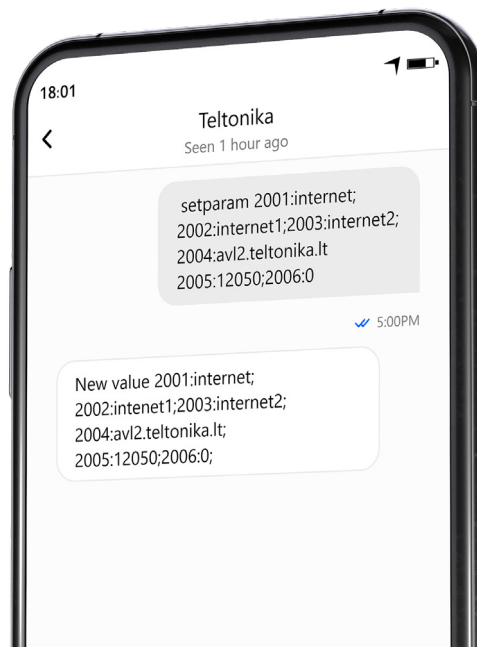 18:01
Teltonika
Seen 1 hour ago
setparam 2001:internet;
2002:internet1;2003:internet2;
2004:avl2.teltonika.lt
2005:12050;2006:0
5:00PM
New value 2001:internet;
2002:intenet1;2003:internet2;
2004:avl2.teltonika.lt;
2005:12050;2006:0;